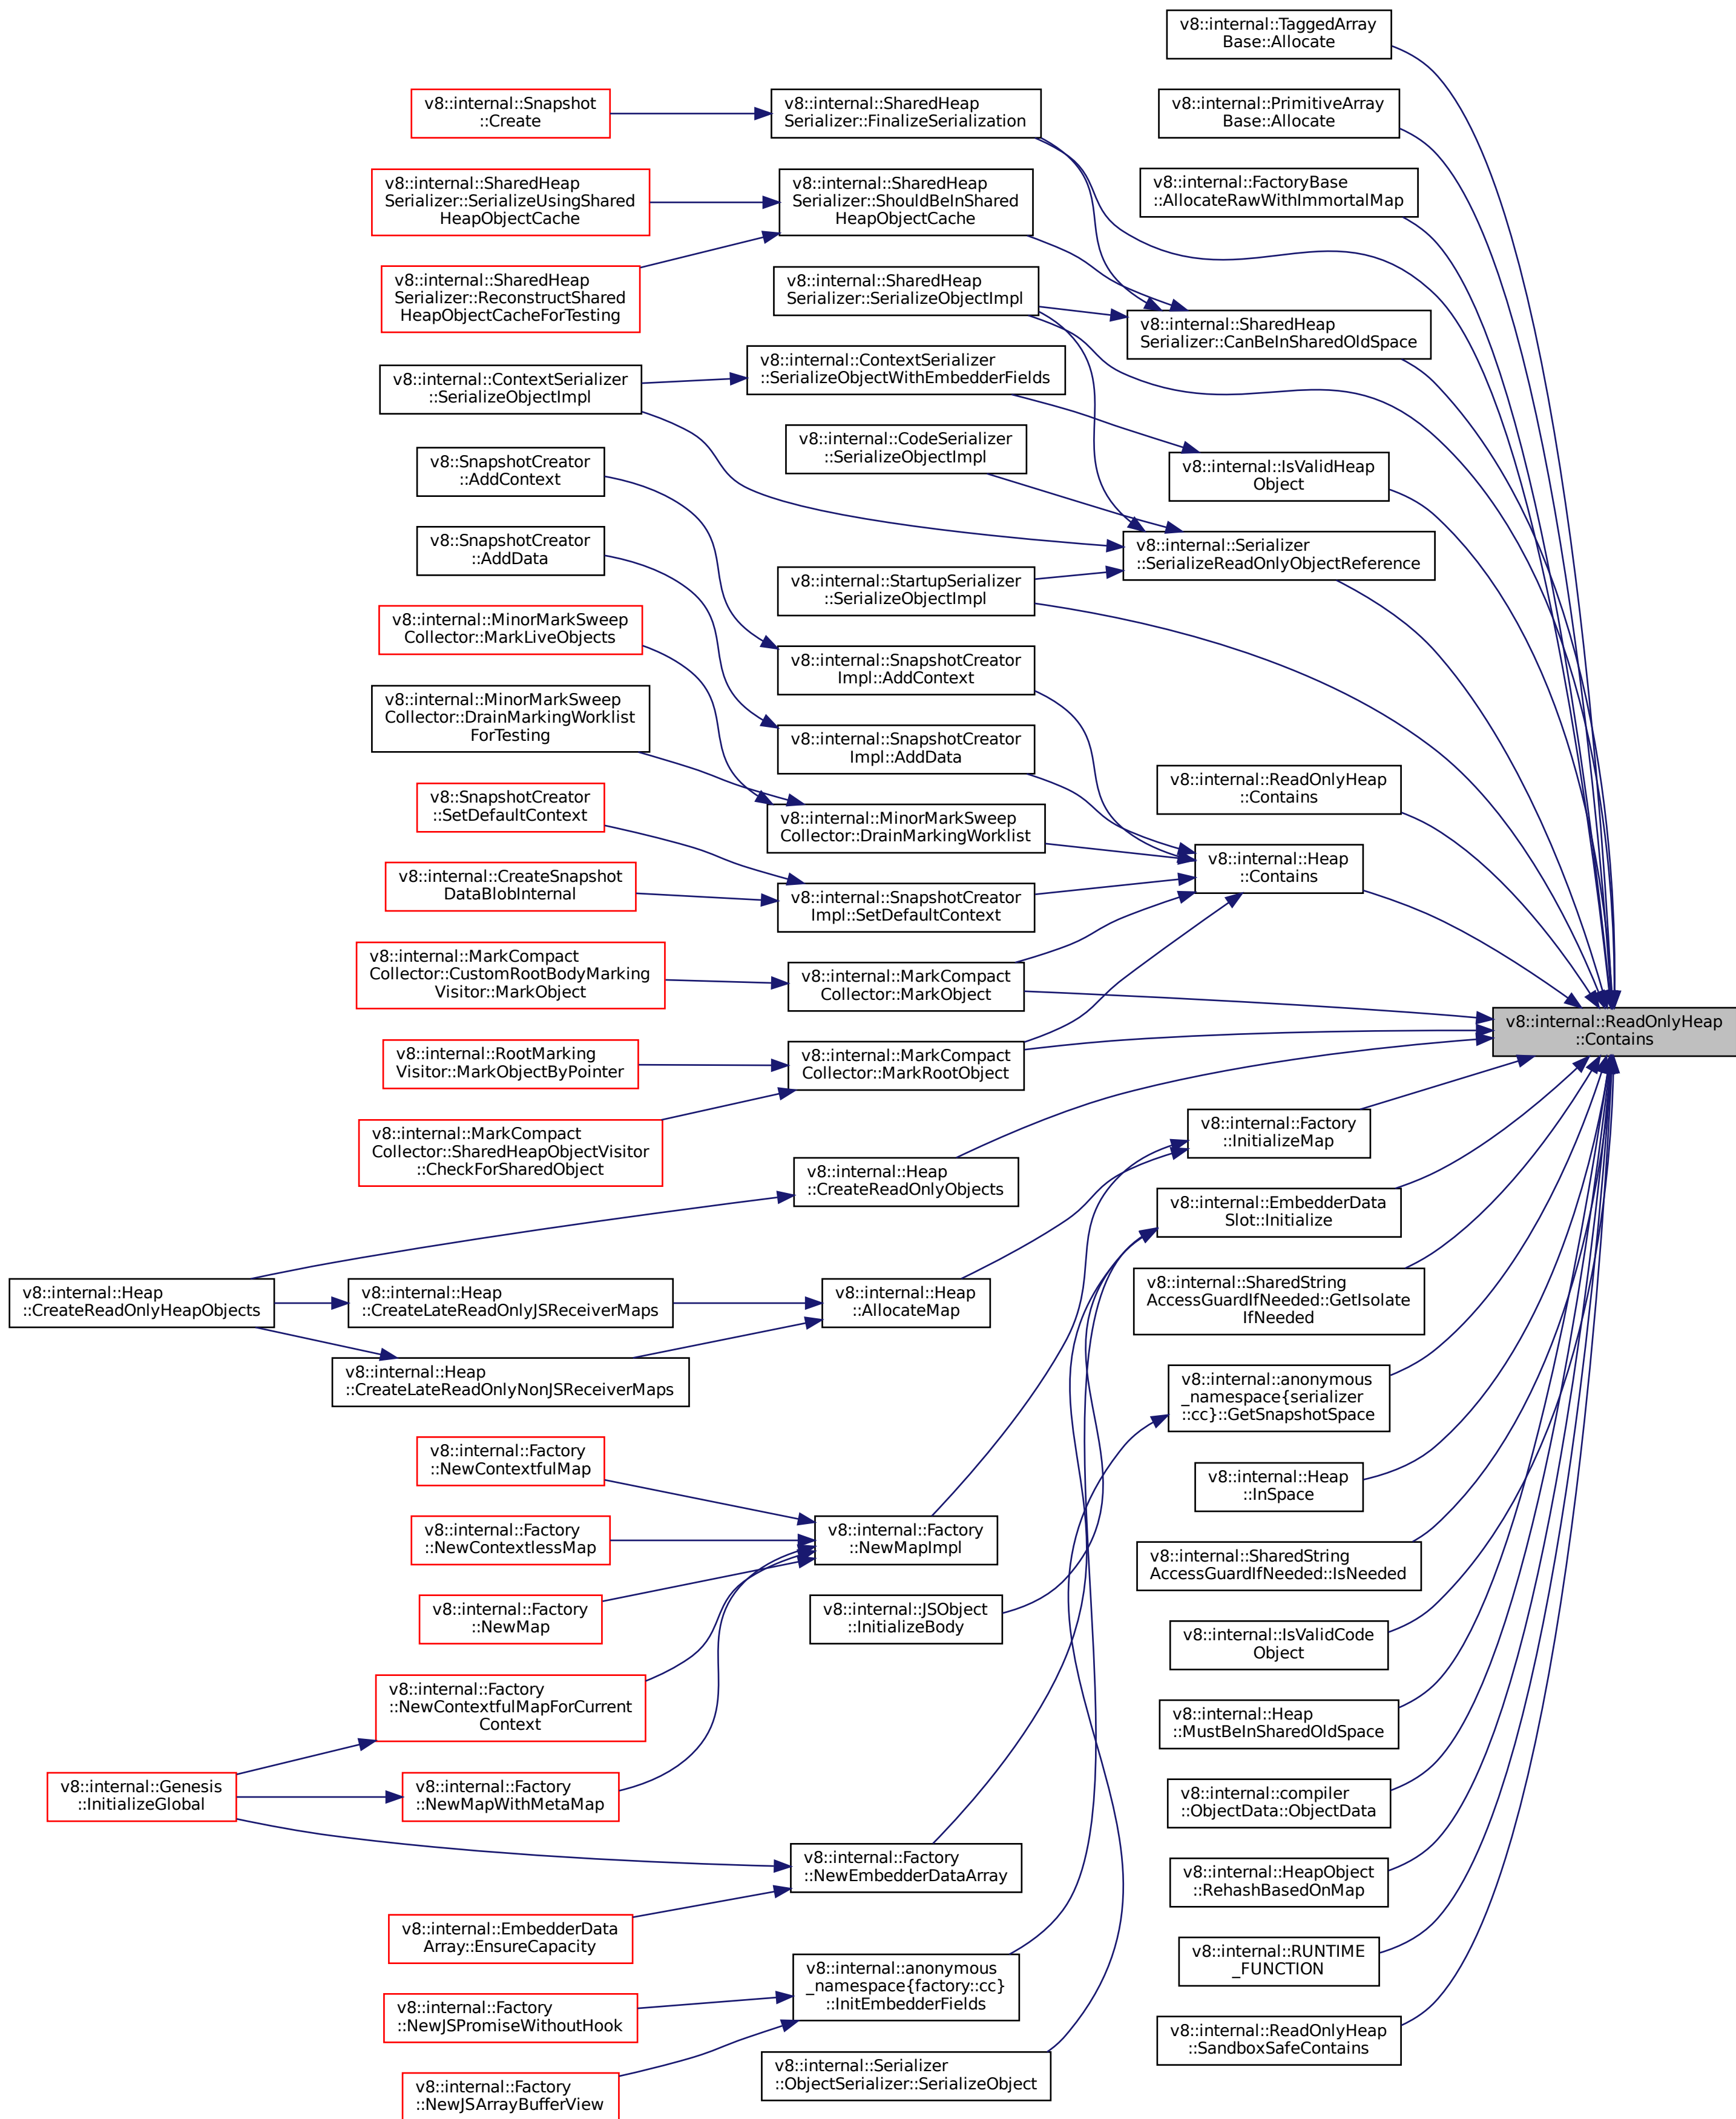 v8::internal::TaggedArray
Base::Allocate
v8::internal::Snapshot
::Create
v8::internal::SharedHeap
Serializer::FinalizeSerialization
v8::internal::PrimitiveArray
Base::Allocate
v8::internal::SharedHeap
Serializer::SerializeUsingShared
HeapObjectCache
v8::internal::SharedHeap
Serializer::ShouldBeInShared
HeapObjectCache
v8::internal::FactoryBase
::AllocateRawWithImmortalMap
v8::internal::SharedHeap
Serializer::ReconstructShared
HeapObjectCacheForTesting
v8::internal::SharedHeap
Serializer::SerializeObjectImpl
v8::internal::SharedHeap
Serializer::CanBeInSharedOldSpace
v8::internal::ContextSerializer
::SerializeObjectImpl
v8::internal::ContextSerializer
::SerializeObjectWithEmbedderFields
v8::SnapshotCreator
::AddContext
v8::internal::CodeSerializer
::SerializeObjectImpl
v8::internal::IsValidHeap
Object
v8::SnapshotCreator
::AddData
v8::internal::StartupSerializer
::SerializeObjectImpl
v8::internal::Serializer
::SerializeReadOnlyObjectReference
v8::internal::MinorMarkSweep
Collector::MarkLiveObjects
v8::internal::SnapshotCreator
Impl::AddContext
v8::internal::MinorMarkSweep
Collector::DrainMarkingWorklist
ForTesting
v8::internal::SnapshotCreator
Impl::AddData
v8::internal::ReadOnlyHeap
::Contains
v8::SnapshotCreator
::SetDefaultContext
v8::internal::MinorMarkSweep
Collector::DrainMarkingWorklist
v8::internal::Heap
::Contains
v8::internal::CreateSnapshot
DataBlobInternal
v8::internal::SnapshotCreator
Impl::SetDefaultContext
v8::internal::MarkCompact
Collector::CustomRootBodyMarking
Visitor::MarkObject
v8::internal::MarkCompact
Collector::MarkObject
v8::internal::ReadOnlyHeap
::Contains
v8::internal::RootMarking
Visitor::MarkObjectByPointer
v8::internal::MarkCompact
Collector::MarkRootObject
v8::internal::MarkCompact
Collector::SharedHeapObjectVisitor
::CheckForSharedObject
v8::internal::Heap
::CreateReadOnlyObjects
v8::internal::Factory
::InitializeMap
v8::internal::EmbedderData
Slot::Initialize
v8::internal::Heap
::CreateReadOnlyHeapObjects
v8::internal::Heap
::CreateLateReadOnlyJSReceiverMaps
v8::internal::Heap
::AllocateMap
v8::internal::SharedString
AccessGuardIfNeeded::GetIsolate
IfNeeded
v8::internal::Heap
::CreateLateReadOnlyNonJSReceiverMaps
v8::internal::anonymous
_namespace{serializer
::cc}::GetSnapshotSpace
v8::internal::Factory
::NewContextfulMap
v8::internal::Heap
::InSpace
v8::internal::Factory
::NewContextlessMap
v8::internal::Factory
::NewMapImpl
v8::internal::SharedString
AccessGuardIfNeeded::IsNeeded
v8::internal::Factory
::NewMap
v8::internal::JSObject
::InitializeBody
v8::internal::IsValidCode
Object
v8::internal::Factory
::NewContextfulMapForCurrent
Context
v8::internal::Heap
::MustBeInSharedOldSpace
v8::internal::Genesis
::InitializeGlobal
v8::internal::Factory
::NewMapWithMetaMap
v8::internal::compiler
::ObjectData::ObjectData
v8::internal::Factory
::NewEmbedderDataArray
v8::internal::HeapObject
::RehashBasedOnMap
v8::internal::EmbedderData
Array::EnsureCapacity
v8::internal::RUNTIME
_FUNCTION
v8::internal::anonymous
_namespace{factory::cc}
::InitEmbedderFields
v8::internal::Factory
::NewJSPromiseWithoutHook
v8::internal::ReadOnlyHeap
::SandboxSafeContains
v8::internal::Serializer
::ObjectSerializer::SerializeObject
v8::internal::Factory
::NewJSArrayBufferView